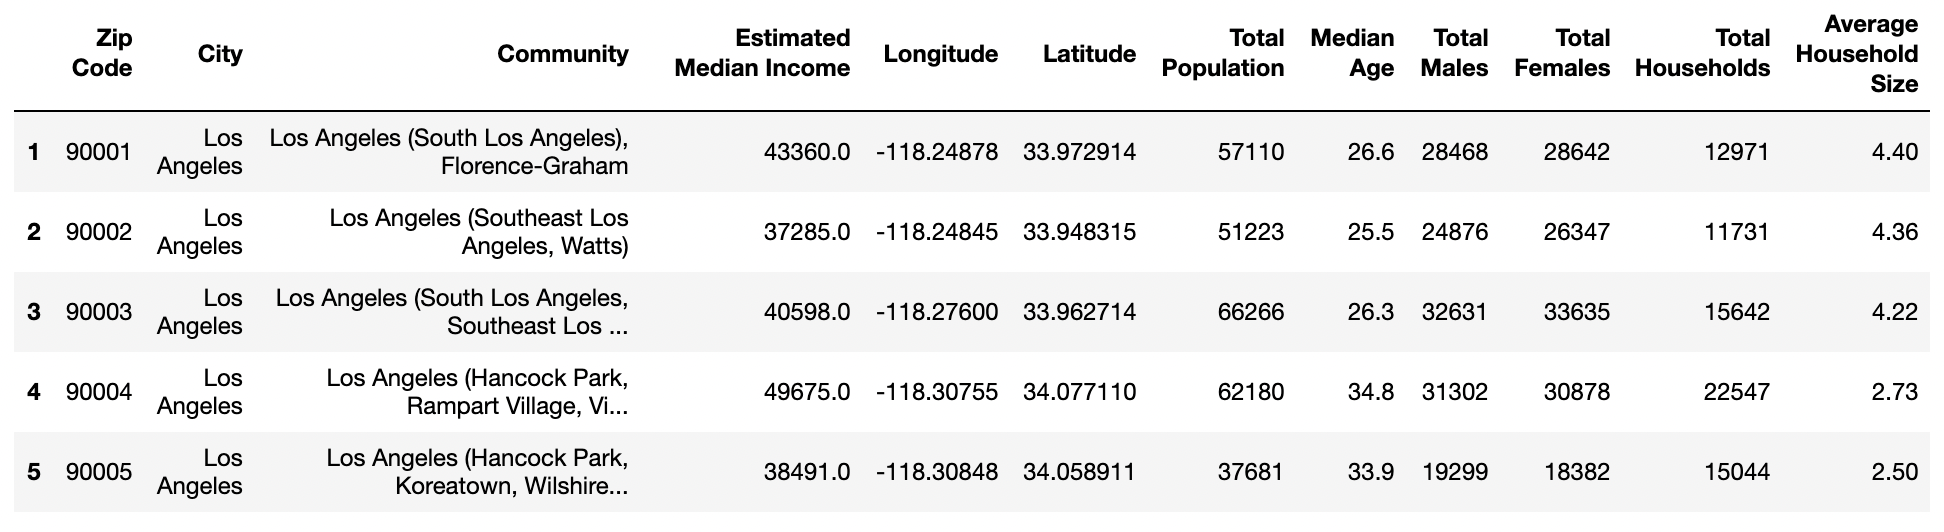 Zip Code City Community Estimated Median Income Longitude Latitude Total Population Median Age Total Males Total Females Total Households Average Household Size
1 90001 Los Angeles Los Angeles (South Los Angeles), Florence-Graham 43360.0 -118.24878 33.972914 57110 26.6 28468 28642 12971 4.40
2 90002 Los Angeles Los Angeles (Southeast Los Angeles, Watts) 37285.0 -118.24845 33.948315 51223 25.5 24876 26347 11731 4.36
3 90003 Los Angeles Los Angeles (South Los Angeles, Southeast Los ... 40598.0 -118.27600 33.962714 66266 26.3 32631 33635 15642 4.22
4 90004 Los Angeles Los Angeles (Hancock Park, Rampart Village, Vi... 49675.0 -118.30755 34.077110 62180 34.8 31302 30878 22547 2.73
5 90005 Los Angeles Los Angeles (Hancock Park, Koreatown, Wilshire... 38491.0 -118.30848 34.058911 37681 33.9 19299 18382 15044 2.50